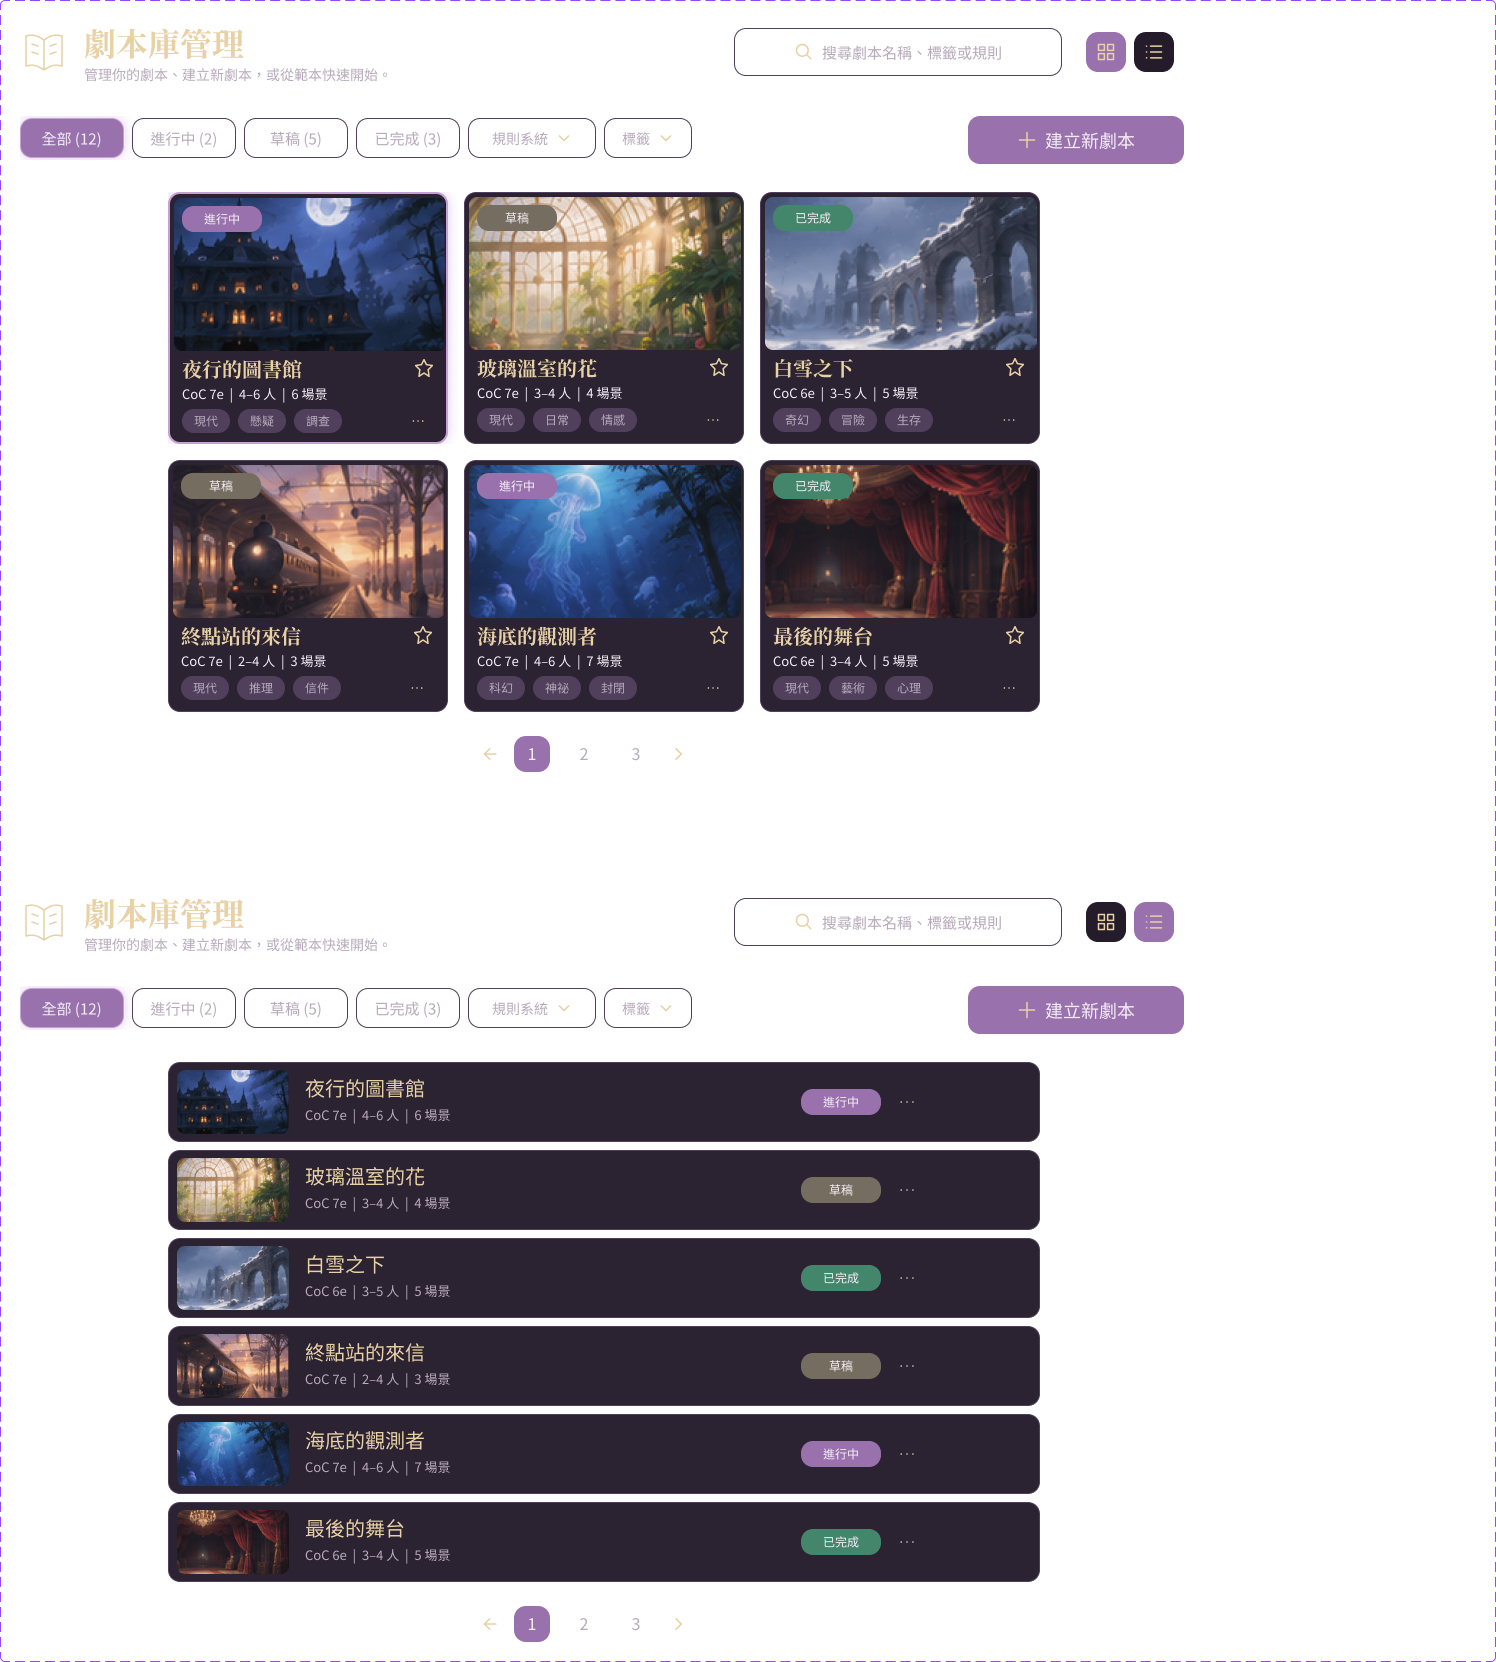 劇本庫管理
管理你的劇本、建立新劇本，或從範本快速開始。
搜尋劇本名稱、標籤或規則
全部 (12)
進行中 (2)
草稿 (5)
已完成 (3)
規則系統
標籤
建立新劇本
進行中
夜行的圖書館
CoC 7e | 4–6 人 | 6 場景
現代 懸疑 調查 ...
草稿
玻璃溫室的花
CoC 7e | 3–4 人 | 4 場景
現代 日常 情感 ...
已完成
白雪之下
CoC 6e | 3–5 人 | 5 場景
奇幻 冒險 生存 ...
草稿
終點站的來信
CoC 7e | 2–4 人 | 3 場景
現代 推理 信件 ...
進行中
海底的觀測者
CoC 7e | 4–6 人 | 7 場景
科幻 神祕 封閉 ...
已完成
最後的舞台
CoC 6e | 3–4 人 | 5 場景
現代 藝術 心理 ...
1 2 3
劇本庫管理
管理你的劇本、建立新劇本，或從範本快速開始。
搜尋劇本名稱、標籤或規則
全部 (12)
進行中 (2)
草稿 (5)
已完成 (3)
規則系統
標籤
建立新劇本
夜行的圖書館
CoC 7e | 4–6 人 | 6 場景
進行中 ...
玻璃溫室的花
CoC 7e | 3–4 人 | 4 場景
草稿 ...
白雪之下
CoC 6e | 3–5 人 | 5 場景
已完成 ...
終點站的來信
CoC 7e | 2–4 人 | 3 場景
草稿 ...
海底的觀測者
CoC 7e | 4–6 人 | 7 場景
進行中 ...
最後的舞台
CoC 6e | 3–4 人 | 5 場景
已完成 ...
1 2 3